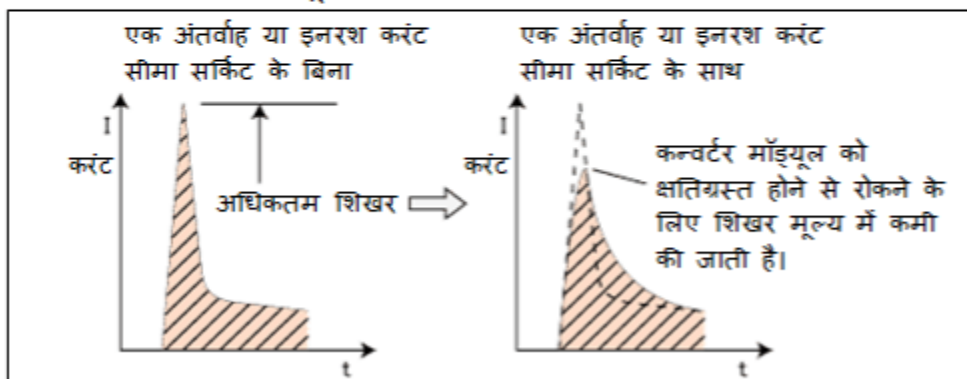 एक अंतर्वाह या इनरश करंट
सीमा सर्किट के बिना
I
करंट
अधिकतम शिखर
t
एक अंतर्वाह या इनरश करंट
सीमा सर्किट के साथ
I
करंट
कन्वर्टर मॉड्यूल को
क्षतिग्रस्त होने से रोकने के
लिए शिखर मूल्य में कमी
की जाती है।
t